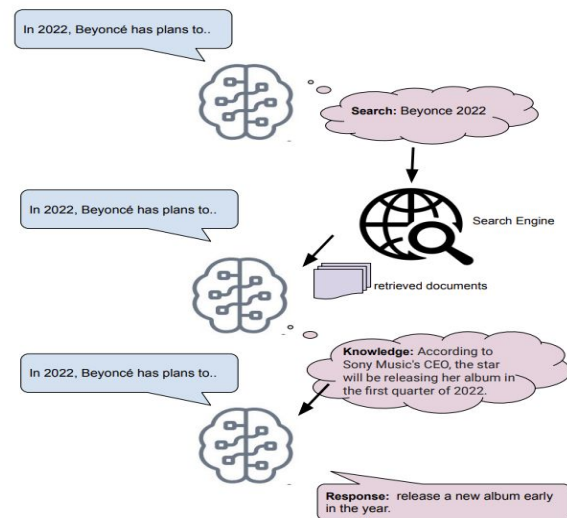 In 2022, Beyoncé has plans to..
Search: Beyonce 2022
Search Engine
In 2022, Beyoncé has plans to..
retrieved documents
Knowledge: According to
Sony Music's CEO, the star
will be releasing her album in
the first quarter of 2022.
In 2022, Beyoncé has plans to..
Response: release a new album early
in the year.